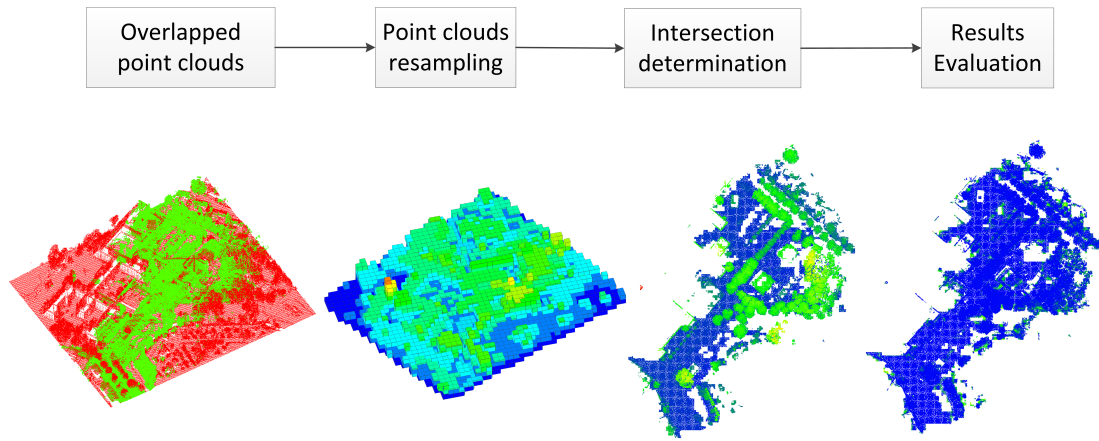 Overlapped
point clouds
Point clouds
resampling
Intersection
determination
Results
Evaluation